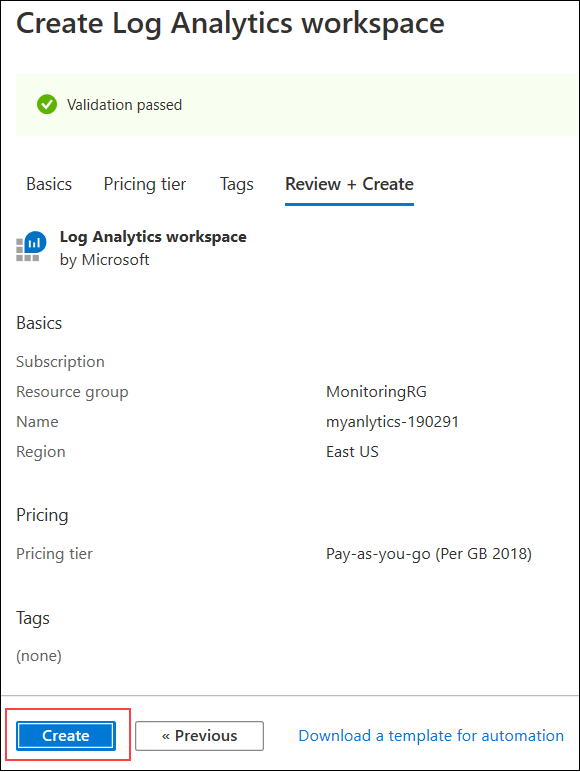 Create Log Analytics workspace
Validation passed
Basics Pricing tier Tags Review + Create
Log Analytics workspace
by Microsoft
Basics
Subscription
Resource group MonitoringRG
Name myanlytics-190291
Region East US
Pricing
Pricing tier Pay-as-you-go (Per GB 2018)
Tags
(none)
Create « Previous Download a template for automation